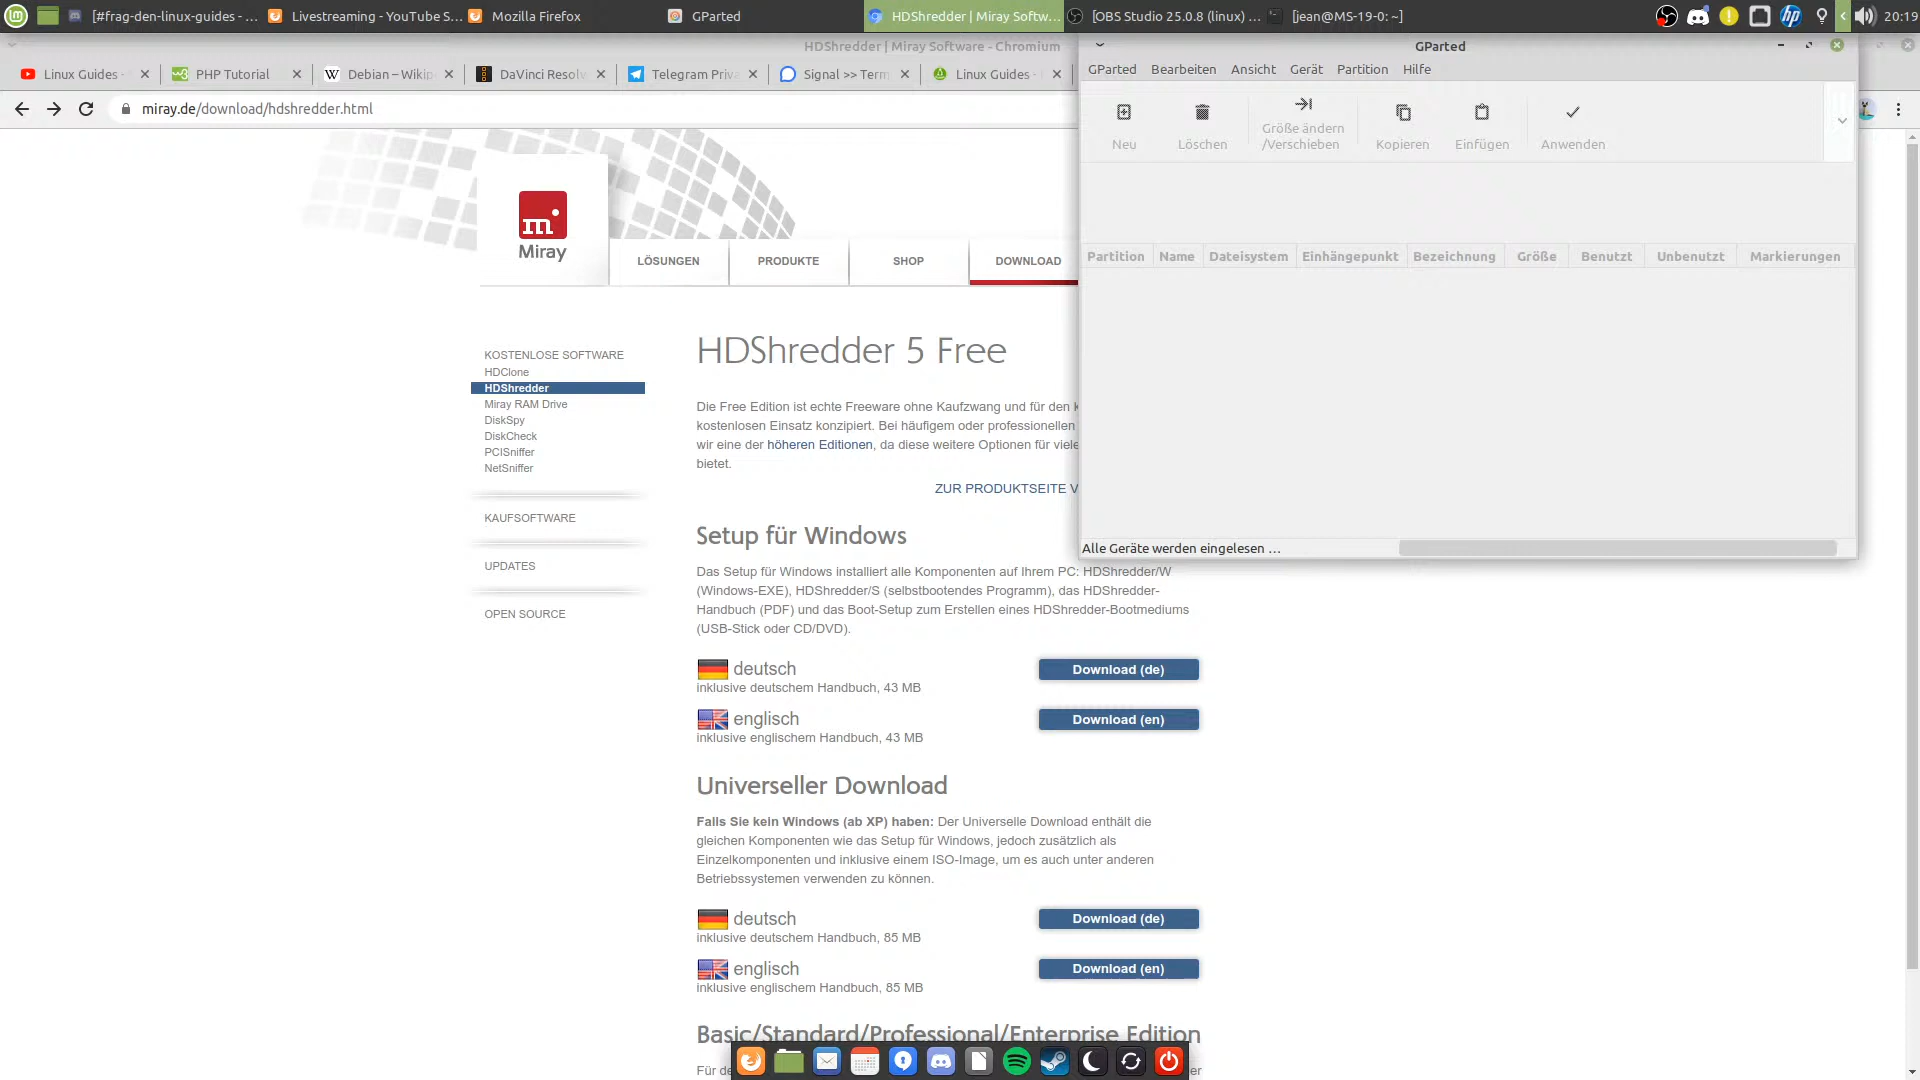 [#frag-den-linux-guides - ...
Livestreaming - YouTube S...
Mozilla Firefox
GParted
HDShredder | Miray Softw...
[OBS Studio 25.0.8 (linux) ...
[jean@MS-19-0: ~]
hp
20:19
HDShredder | Miray Software - Chromium
Linux Guides -
PHP Tutorial
Debian – Wikip
DaVinci Resol
Telegram Priva
Signal >> Term
Linux Guides -
miray.de/download/hdshredder.html
GParted
GParted
Bearbeiten
Ansicht
Gerät
Partition
Hilfe
Neu
Löschen
Größe ändern
/Verschieben
Kopieren
Einfügen
Anwenden
Partition
Name
Dateisystem
Einhängepunkt
Bezeichnung
Größe
Benutzt
Unbenutzt
Markierungen
Alle Geräte werden eingelesen ...
m
Miray
LÖSUNGEN
PRODUKTE
SHOP
DOWNLOAD
KOSTENLOSE SOFTWARE
HDClone
HDShredder
Miray RAM Drive
DiskSpy
DiskCheck
PCISniffer
NetSniffer
KAUFSOFTWARE
UPDATES
OPEN SOURCE
HDShredder 5 Free
Die Free Edition ist echte Freeware ohne Kaufzwang und für den
kostenlosen Einsatz konzipiert. Bei häufigem oder professionellen
wir eine der höheren Editionen, da diese weitere Optionen für viele
bietet.
ZUR PRODUKTSEITE V
Setup für Windows
Das Setup für Windows installiert alle Komponenten auf Ihrem PC: HDShredder/W
(Windows-EXE), HDShredder/S (selbstbootendes Programm), das HDShredder-
Handbuch (PDF) und das Boot-Setup zum Erstellen eines HDShredder-Bootmediums
(USB-Stick oder CD/DVD).
deutsch
Download (de)
inklusive deutschem Handbuch, 43 MB
englisch
Download (en)
inklusive englischem Handbuch, 43 MB
Universeller Download
Falls Sie kein Windows (ab XP) haben: Der Universelle Download enthält die
gleichen Komponenten wie das Setup für Windows, jedoch zusätzlich als
Einzelkomponenten und inklusive einem ISO-Image, um es auch unter anderen
Betriebssystemen verwenden zu können.
deutsch
Download (de)
inklusive deutschem Handbuch, 85 MB
englisch
Download (en)
inklusive englischem Handbuch, 85 MB
Basic/Standard/Professional/Enterprise Edition
Für de